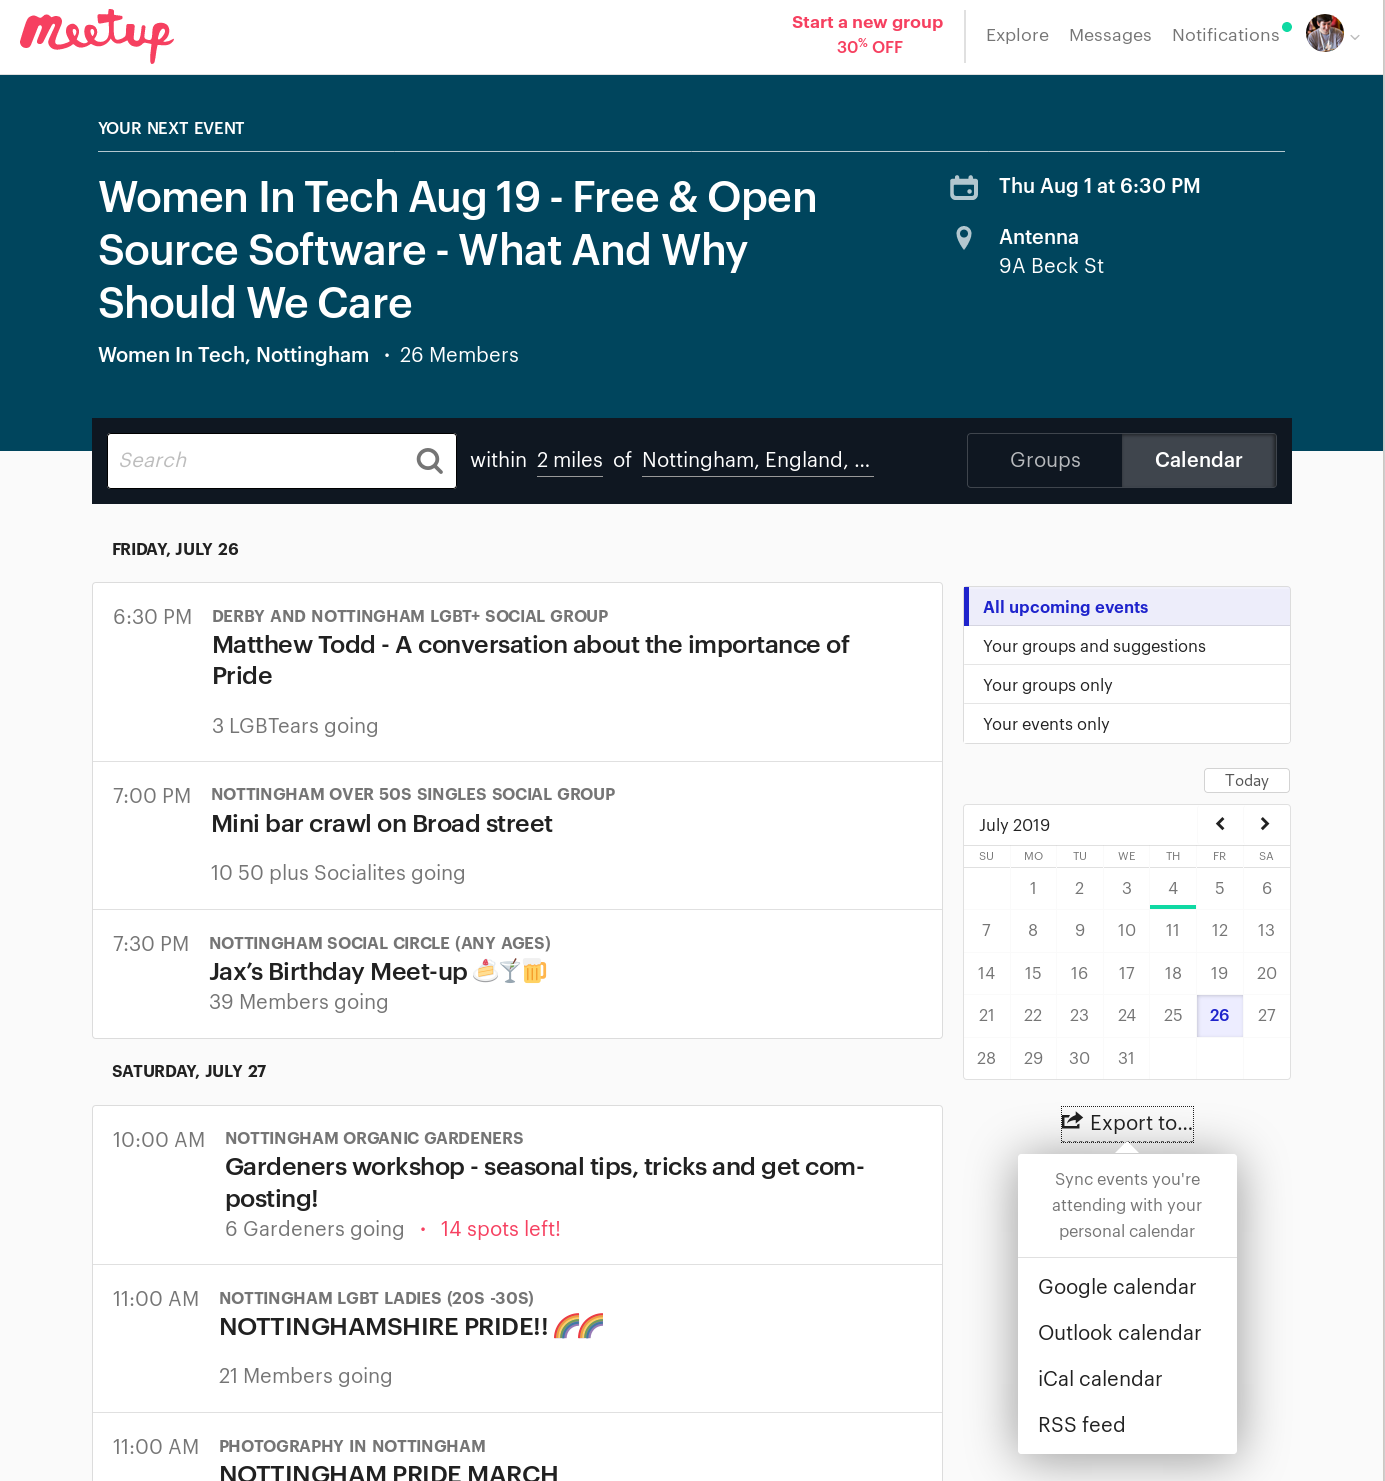 Meetup
Start a new group
30% OFF
Explore
Messages
Notifications
YOUR NEXT EVENT
Women In Tech Aug 19 - Free & Open
Source Software - What And Why
Should We Care
Women In Tech, Nottingham • 26 Members
Thu Aug 1 at 6:30 PM
Antenna
9A Beck St
Search
within 2 miles of Nottingham, England, ...
Groups
Calendar
FRIDAY, JULY 26
6:30 PM
DERBY AND NOTTINGHAM LGBT+ SOCIAL GROUP
Matthew Todd - A conversation about the importance of
Pride
3 LGBTears going
7:00 PM
NOTTINGHAM OVER 50S SINGLES SOCIAL GROUP
Mini bar crawl on Broad street
10 50 plus Socialites going
7:30 PM
NOTTINGHAM SOCIAL CIRCLE (ANY AGES)
Jax’s Birthday Meet-up 🍰🍸🍺
39 Members going
SATURDAY, JULY 27
10:00 AM
NOTTINGHAM ORGANIC GARDENERS
Gardeners workshop - seasonal tips, tricks and get com-
posting!
6 Gardeners going • 14 spots left!
11:00 AM
NOTTINGHAM LGBT LADIES (20S -30S)
NOTTINGHAMSHIRE PRIDE!! 🌈🌈
21 Members going
11:00 AM
PHOTOGRAPHY IN NOTTINGHAM
NOTTINGHAM PRIDE MARCH
All upcoming events
Your groups and suggestions
Your groups only
Your events only
Today
July 2019
SU MO TU WE TH FR SA
1 2 3 4 5 6
7 8 9 10 11 12 13
14 15 16 17 18 19 20
21 22 23 24 25 26 27
28 29 30 31
Export to...
Sync events you're
attending with your
personal calendar
Google calendar
Outlook calendar
iCal calendar
RSS feed